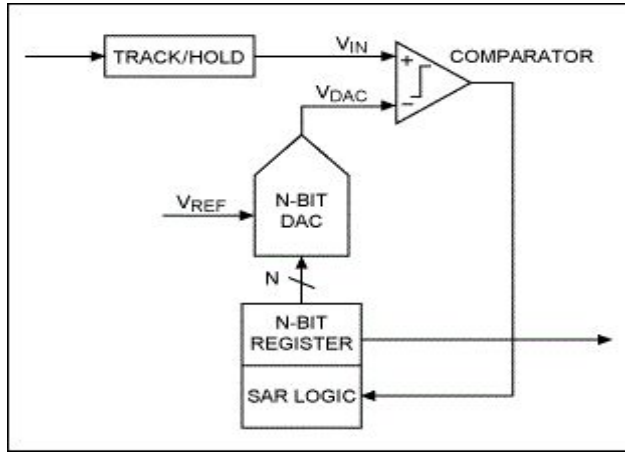 TRACK/HOLD
VIN
COMPARATOR
+
−
VDAC
VREF
N-BIT
DAC
N
N-BIT
REGISTER
SAR LOGIC